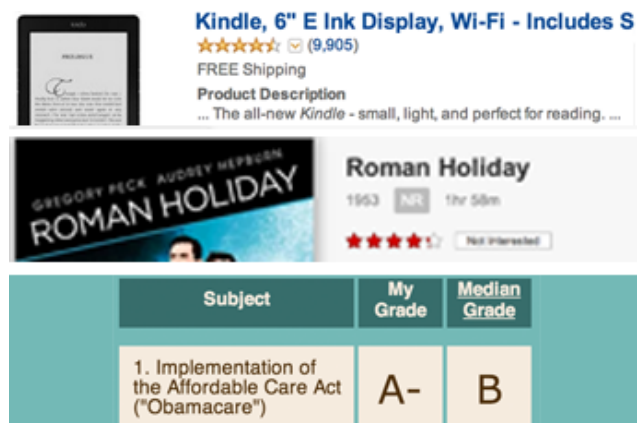 Kindle, 6" E Ink Display, Wi-Fi - Includes S
(9,905)
FREE Shipping
Product Description
... The all-new Kindle - small, light, and perfect for reading. ...
PROLOGUE
GREGORY PECK AUDREY HEPBURN
ROMAN HOLIDAY
Roman Holiday
1953 NR 1hr 58m
Not Interested
Subject
My Grade
Median Grade
1. Implementation of
the Affordable Care Act
("Obamacare")
A-
B